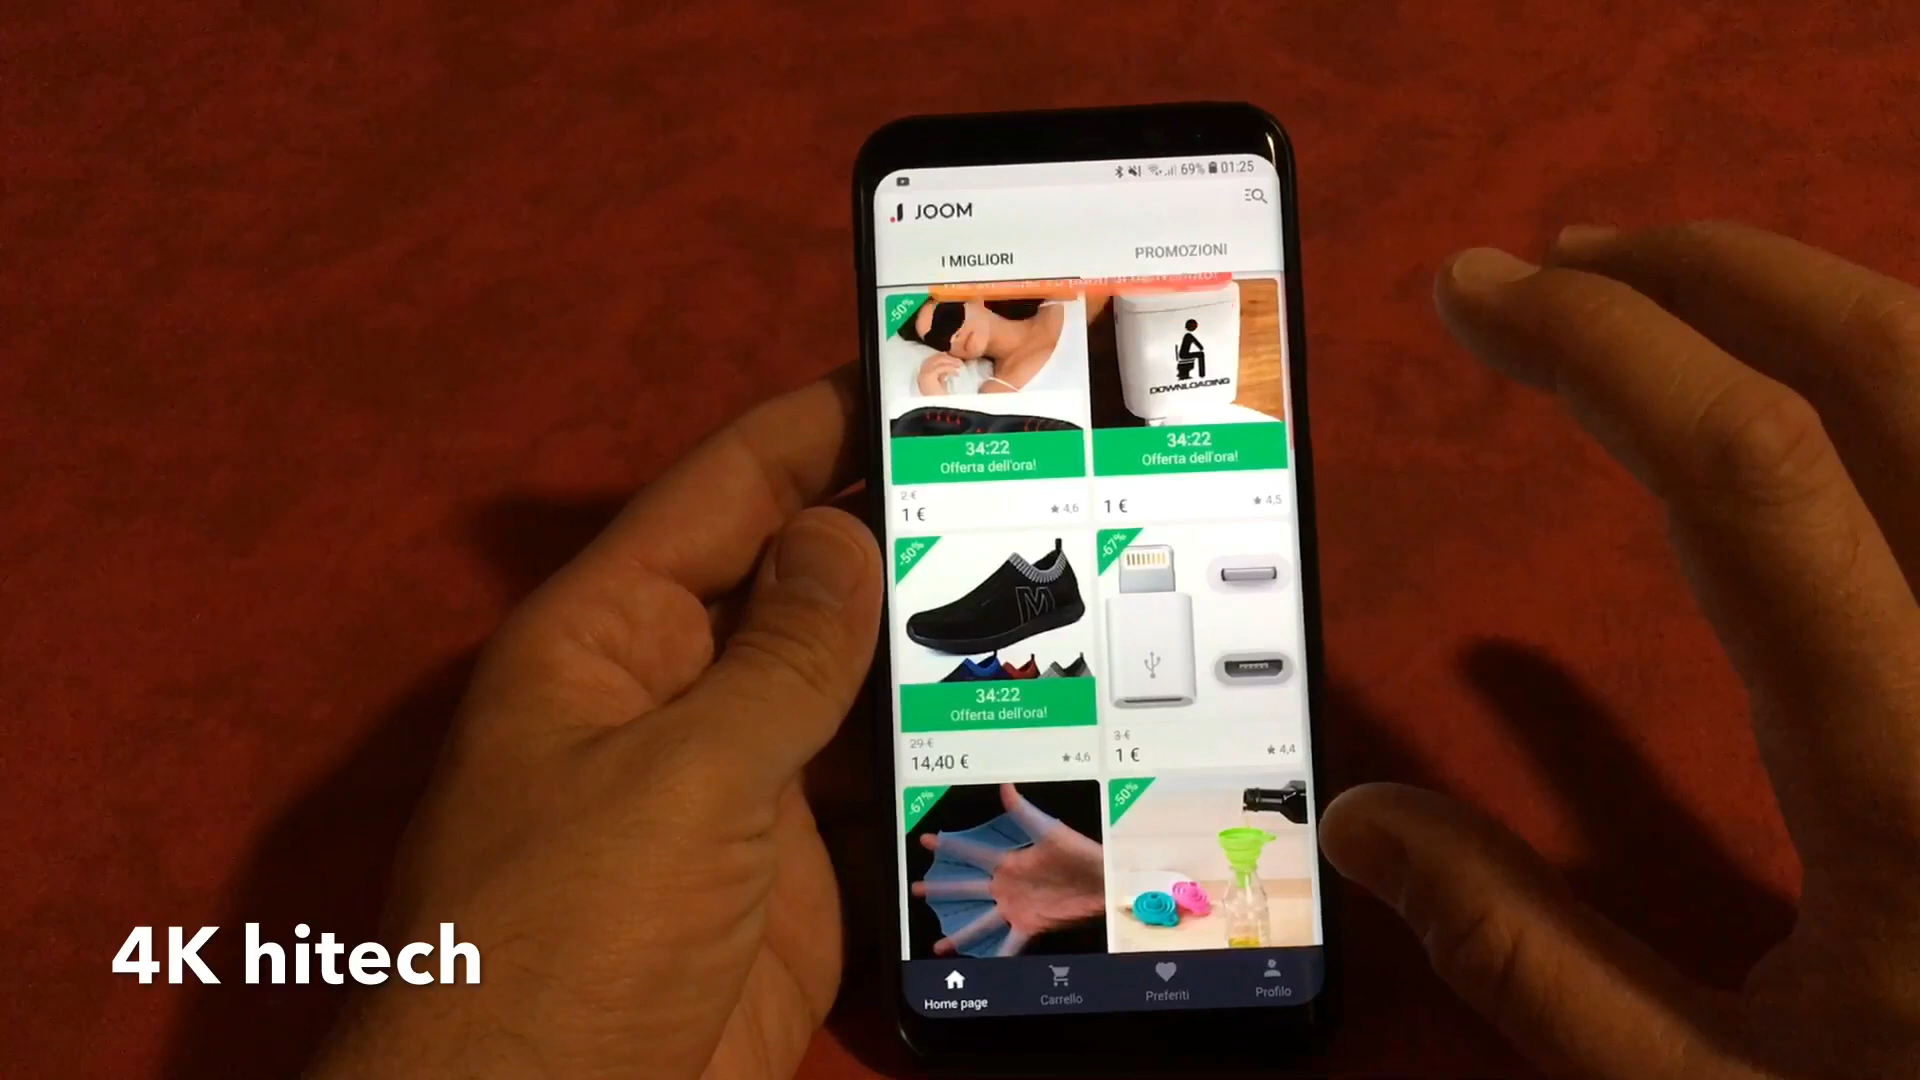 69% 01:25
JOOM
I MIGLIORI PROMOZIONI
-50%
DOWNLOADING
34:22 34:22
Offerta dell'ora! Offerta dell'ora!
2 €
1 € ★ 4,6 1 € ★ 4,5
-50% -67%
M
34:22
Offerta dell'ora!
29 € 3 €
14,40 € ★ 4,6 1 € ★ 4,4
-67% -50%
Home page Carrello Preferiti Profilo
4K hitech